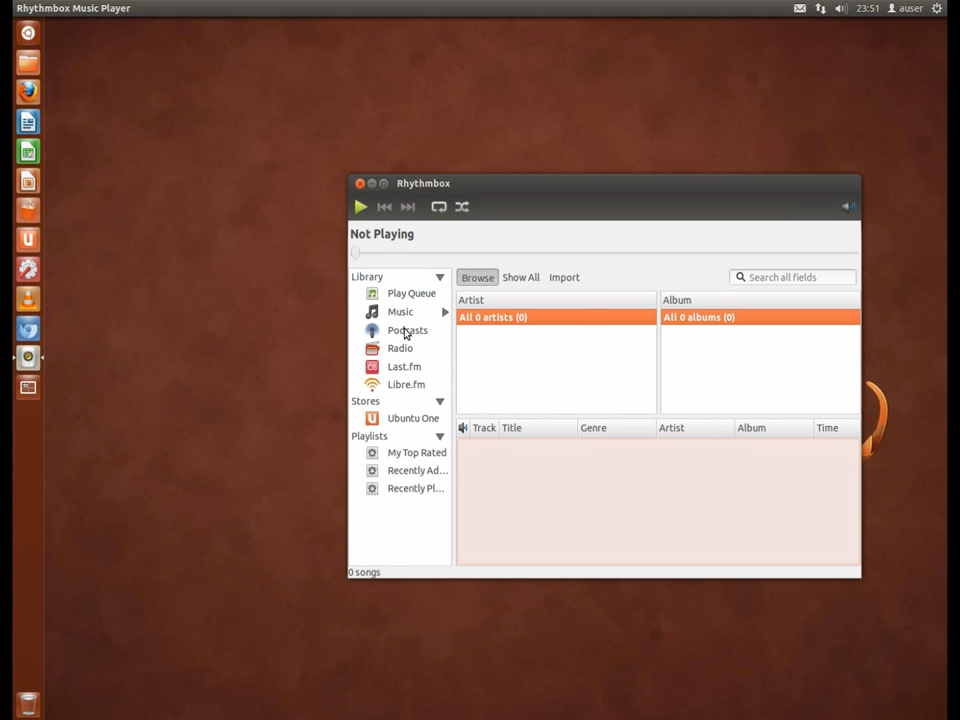 Rhythmbox Music Player
23:51 auser
Rhythmbox
Not Playing
Library
Play Queue
Music
Podcasts
Radio
Last.fm
Libre.fm
Stores
Ubuntu One
Playlists
My Top Rated
Recently Ad...
Recently Pl...
Browse Show All Import Search all fields
Artist Album
All 0 artists (0) All 0 albums (0)
Track Title Genre Artist Album Time
0 songs